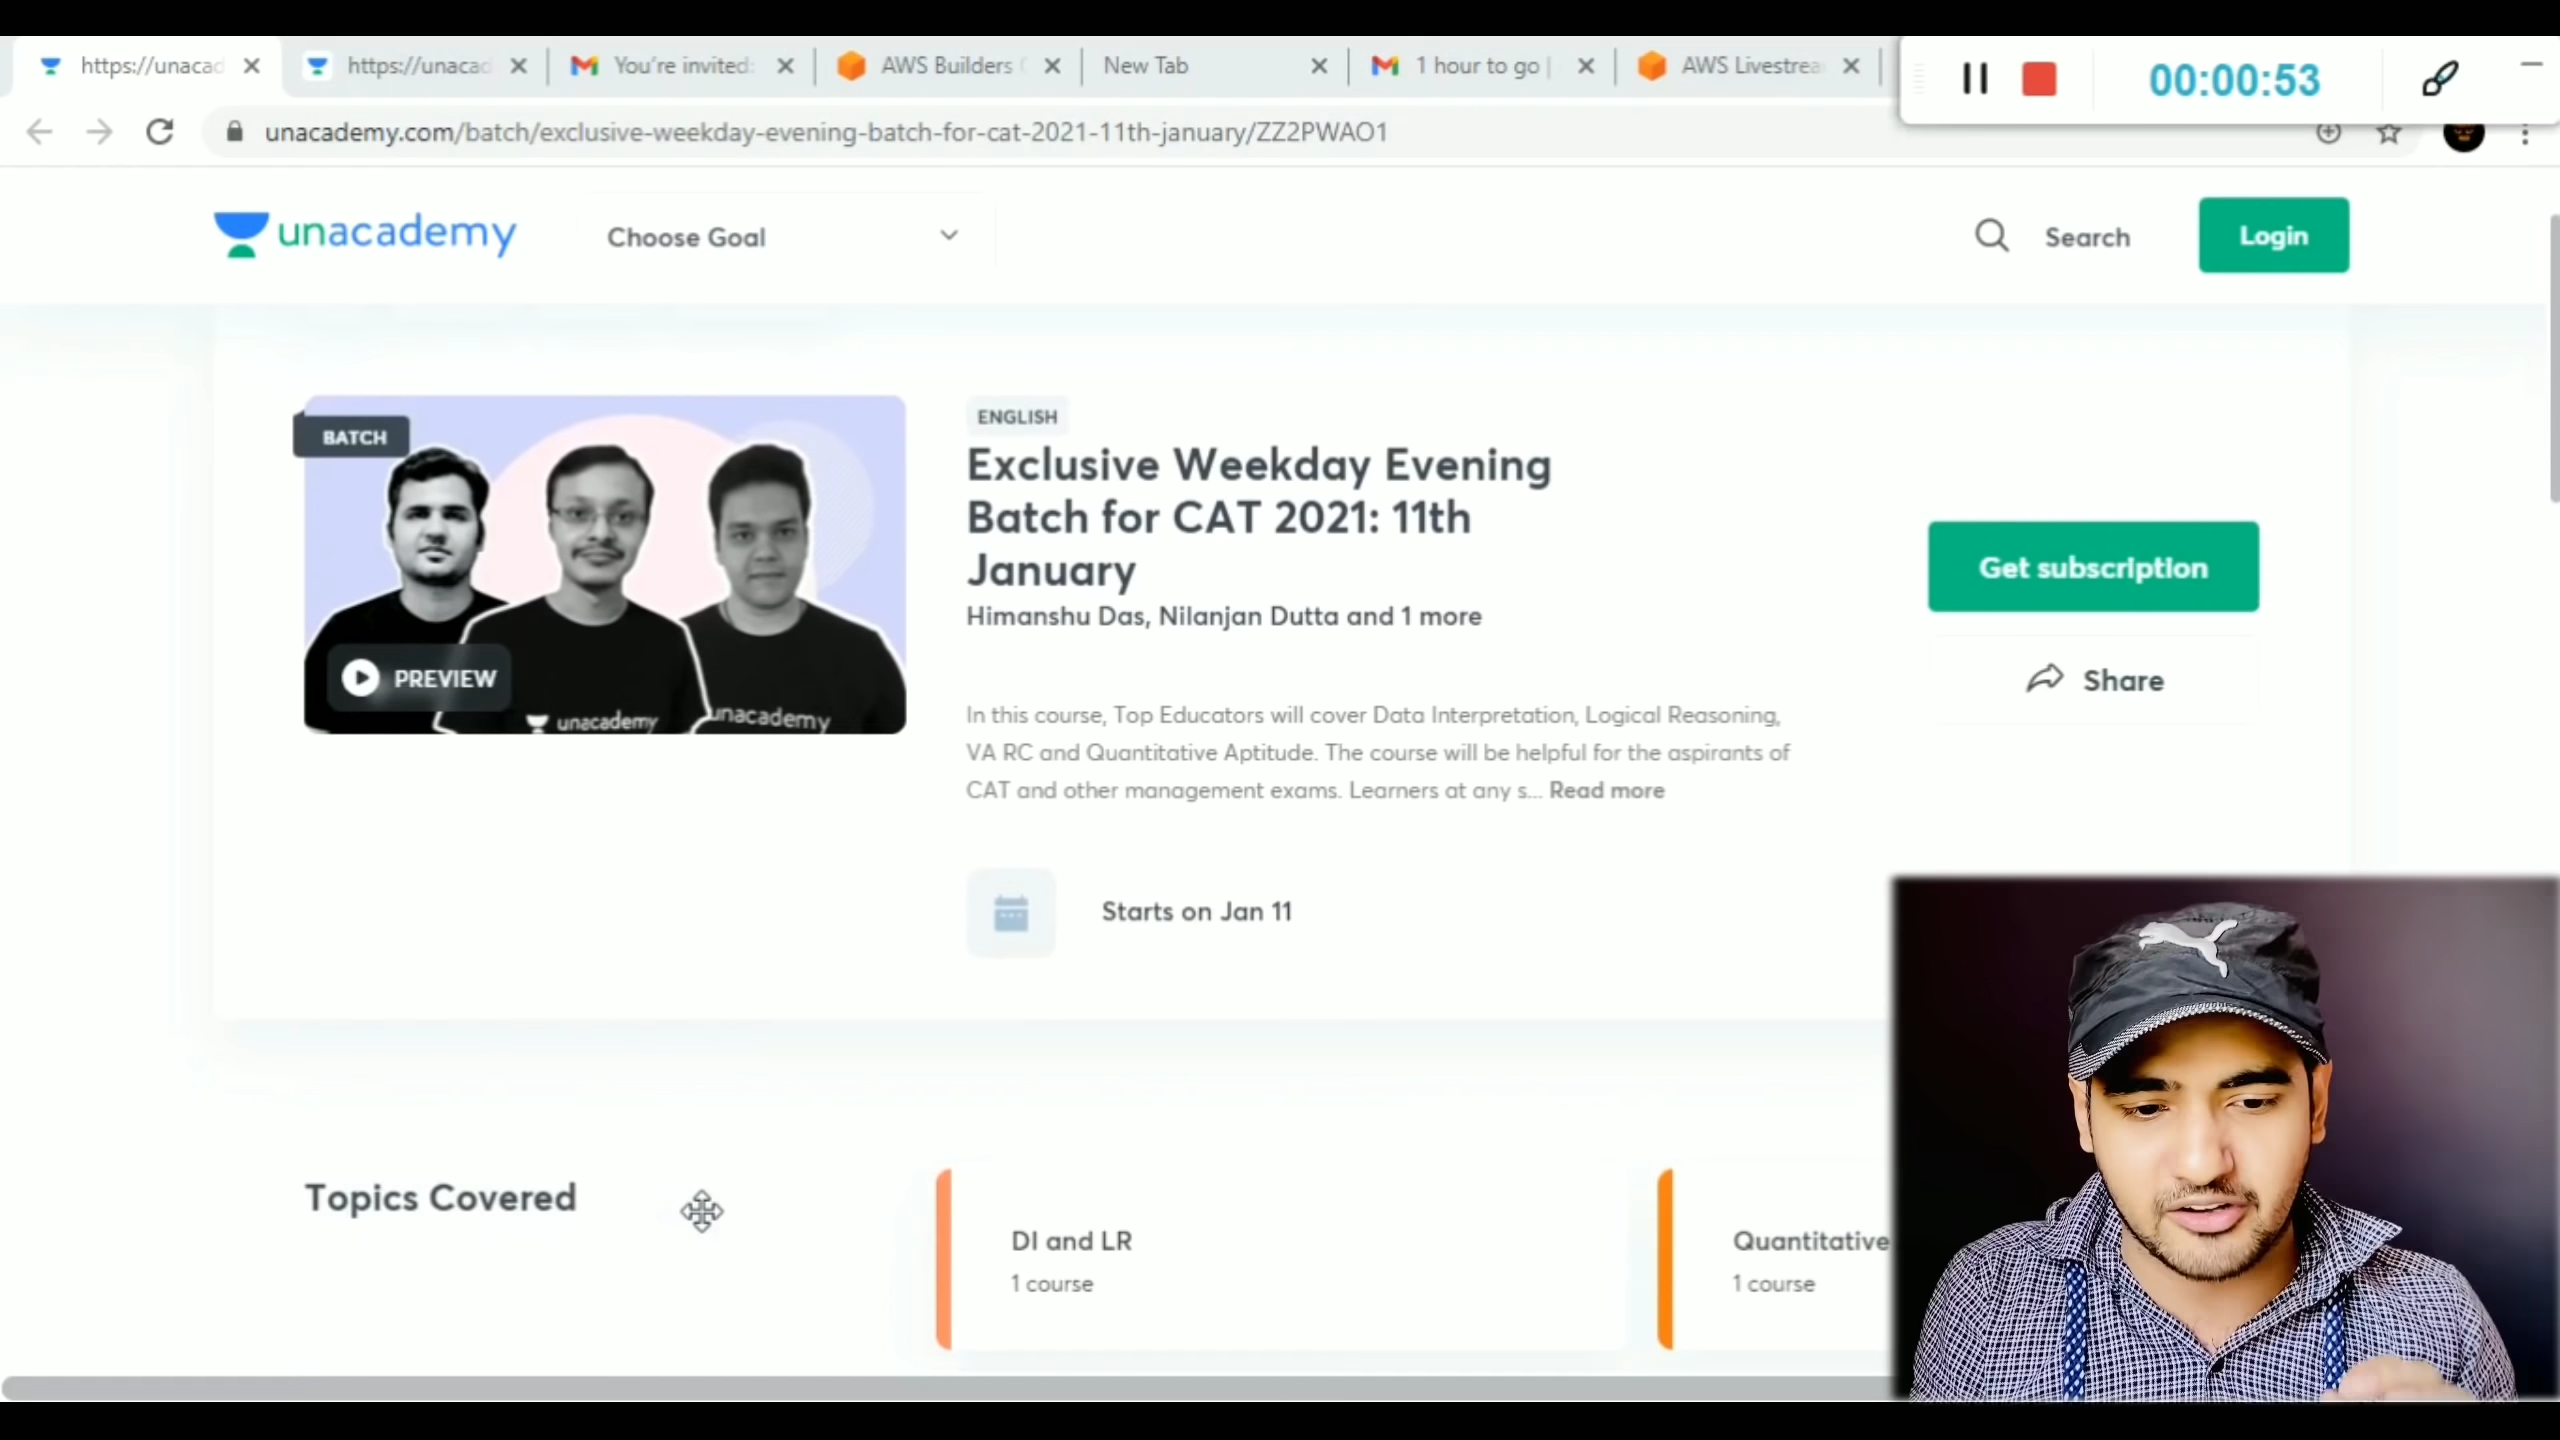 https://unacad
https://unacad
You're invited:
AWS Builders
New Tab
1 hour to go |
AWS Livestrea
00:00:53
unacademy.com/batch/exclusive-weekday-evening-batch-for-cat-2021-11th-january/ZZ2PWAO1
unacademy
Choose Goal
Search
Login
BATCH
PREVIEW
unacademy
unacademy
ENGLISH
Exclusive Weekday Evening
Batch for CAT 2021: 11th
January
Himanshu Das, Nilanjan Dutta and 1 more
In this course, Top Educators will cover Data Interpretation, Logical Reasoning,
VA RC and Quantitative Aptitude. The course will be helpful for the aspirants of
CAT and other management exams. Learners at any s... Read more
Get subscription
Share
Starts on Jan 11
Topics Covered
DI and LR
1 course
Quantitative
1 course